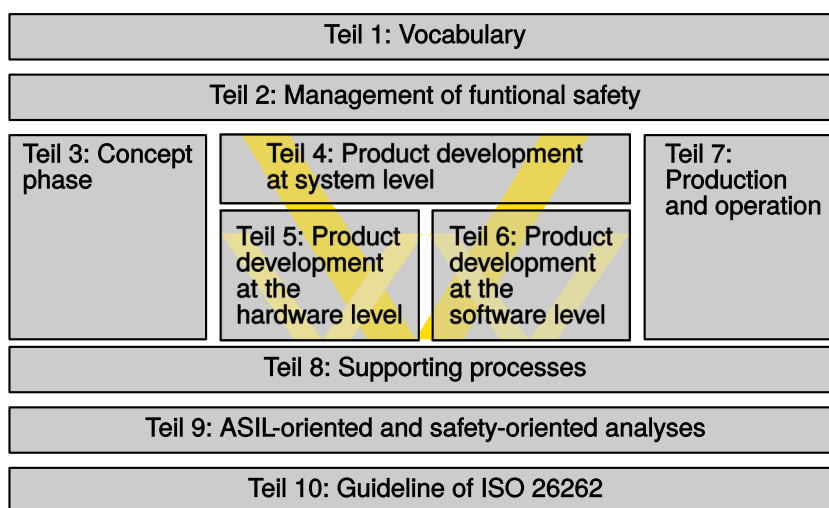 Teil 1: Vocabulary
Teil 2: Management of funtional safety
Teil 3: Concept
phase
Teil 4: Product development
at system level
Teil 5: Product
development
at the
hardware level
Teil 6: Product
development
at the
software level
Teil 7:
Production
and operation
Teil 8: Supporting processes
Teil 9: ASIL-oriented and safety-oriented analyses
Teil 10: Guideline of ISO 26262